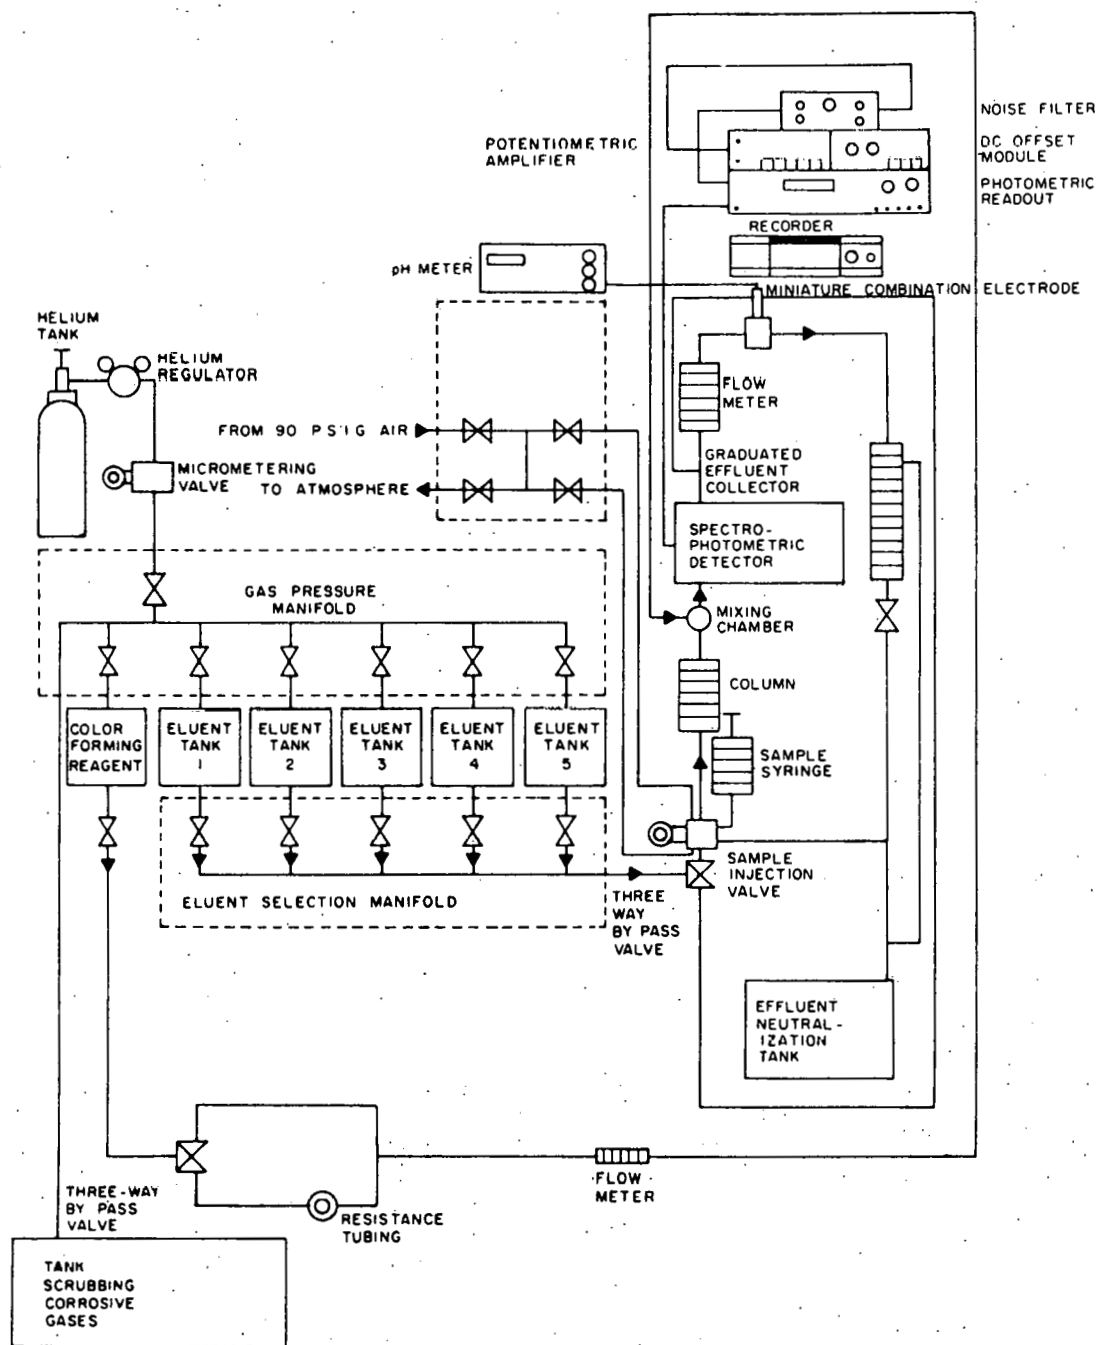 NOISE FILTER
POTENTIOMETRIC
AMPLIFIER
DC OFFSET
MODULE
PHOTOMETRIC
READOUT
RECORDER
pH METER
MINIATURE COMBINATION ELECTRODE
HELIUM
TANK
HELIUM
REGULATOR
FLOW
METER
FROM 90 PSIG AIR
GRADUATED
EFFLUENT
COLLECTOR
MICROMETERING
VALVE
TO ATMOSPHERE
SPECTRO-
PHOTOMETRIC
DETECTOR
GAS PRESSURE
MANIFOLD
MIXING
CHAMBER
COLUMN
COLOR
FORMING
REAGENT
ELUENT
TANK
1
ELUENT
TANK
2
ELUENT
TANK
3
ELUENT
TANK
4
ELUENT
TANK
5
SAMPLE
SYRINGE
SAMPLE
INJECTION
VALVE
ELUENT SELECTION MANIFOLD
THREE
WAY
BY PASS
VALVE
EFFLUENT
NEUTRAL-
IZATION
TANK
THREE-WAY
BY PASS
VALVE
RESISTANCE
TUBING
FLOW
METER
TANK
SCRUBBING
CORROSIVE
GASES